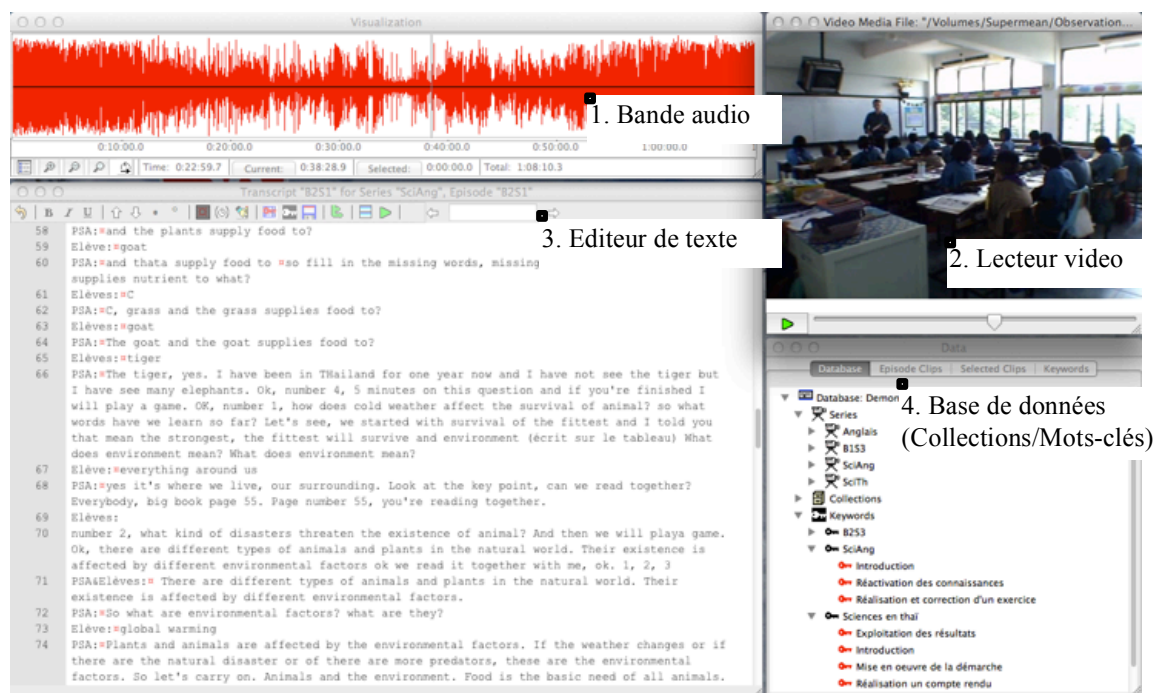 Visualization
1. Bande audio
0:10:00.0 0:20:00.0 0:30:00.0 0:40:00.0 0:50:00.0 1:00:00.0
Time: 0:22:59.7 Current: 0:38:28.9 Selected: 0:00:00.0 Total: 1:08:10.3
Video Media File: "/Volumes/Supermean/Observation...
2. Lecteur video
Transcript "B2S1" for Series "SciAng", Episode "B2S1"
B I U
3. Editeur de texte
58 PSA:¤and the plants supply food to?
59 Elève:¤goat
60 PSA:¤and thata supply food to ¤so fill in the missing words, missing
supplies nutrient to what?
61 Elèves:¤C
62 PSA:¤C, grass and the grass supplies food to?
63 Elèves:¤goat
64 PSA:¤The goat and the goat supplies food to?
65 Elèves:¤tiger
66 PSA:¤The tiger, yes. I have been in THailand for one year now and I have not see the tiger but
I have see many elephants. Ok, number 4, 5 minutes on this question and if you're finished I
will play a game. OK, number 1, how does cold weather affect the survival of animal? so what
words have we learn so far? Let's see, we started with survival of the fittest and I told you
that mean the strongest, the fittest will survive and environment (écrit sur le tableau) What
does environment mean? What does environment mean?
67 Elève:¤everything around us
68 PSA:¤yes it's where we live, our surrounding. Look at the key point, can we read together?
Everybody, big book page 55. Page number 55, you're reading together.
69 Elèves:
70 number 2, what kind of disasters threaten the existence of animal? And then we will playa game.
Ok, there are different types of animals and plants in the natural world. Their existence is
affected by different environmental factors ok we read it together with me, ok. 1, 2, 3
71 PSA&Elèves:¤ There are different types of animals and plants in the natural world. Their
existence is affected by different environmental factors.
72 PSA:¤So what are environmental factors? what are they?
73 Elève:¤global warming
74 PSA:¤Plants and animals are affected by the environmental factors. If the weather changes or if
there are the natural disaster or of there are more predators, these are the environmental
factors. So let's carry on. Animals and the environment. Food is the basic need of all animals.
Data
Database Episode Clips Selected Clips Keywords
4. Base de données
(Collections/Mots-clés)
Database: Demon
Series
Anglais
B1S3
SciAng
SciTh
Collections
Keywords
B2S3
SciAng
Introduction
Réactivation des connaissances
Réalisation et correction d'un exercice
Sciences en thaï
Exploitation des résultats
Introduction
Mise en oeuvre de la démarche
Réalisation un compte rendu